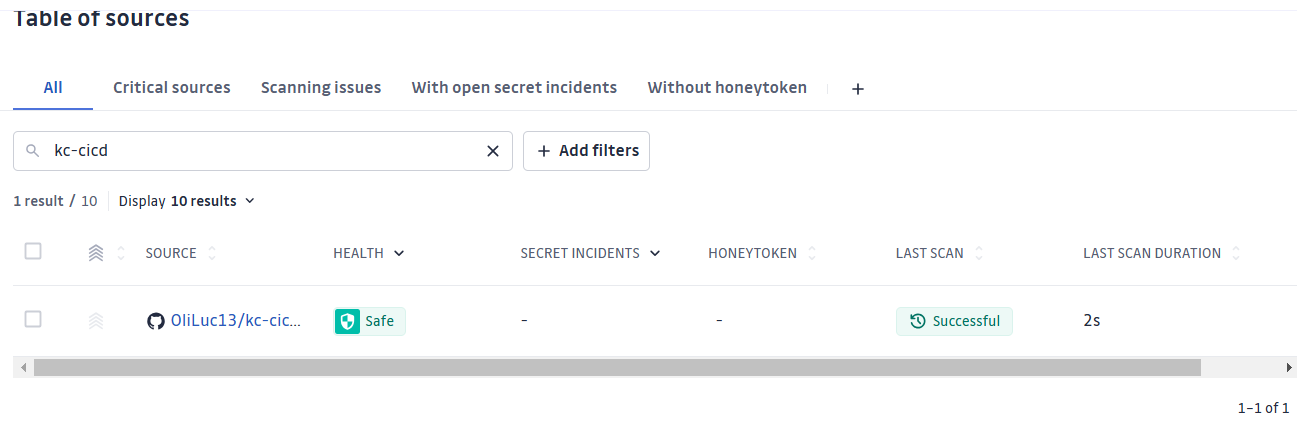 Table of sources
All Critical sources Scanning issues With open secret incidents Without honeytoken +
kc-cicd + Add filters
1 result / 10 Display 10 results
SOURCE HEALTH SECRET INCIDENTS HONEYTOKEN LAST SCAN LAST SCAN DURATION
OliLuc13/kc-cic... Safe - - Successful 2s
1-1 of 1